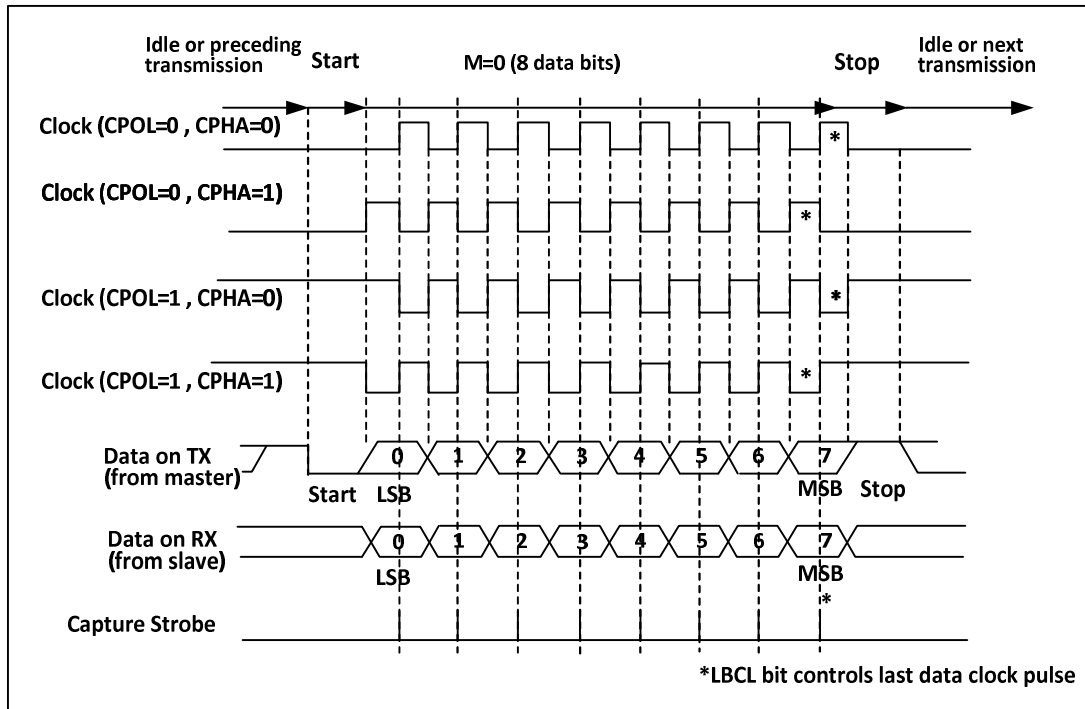 Idle or preceding
transmission
Start
M=0 (8 data bits)
Stop
Idle or next
transmission
Clock (CPOL=0 , CPHA=0)
*
Clock (CPOL=0 , CPHA=1)
*
Clock (CPOL=1 , CPHA=0)
*
Clock (CPOL=1 , CPHA=1)
*
Data on TX
(from master)
0 1 2 3 4 5 6 7
Start LSB MSB Stop
Data on RX
(from slave)
0 1 2 3 4 5 6 7
LSB MSB
*
Capture Strobe
*LBCL bit controls last data clock pulse